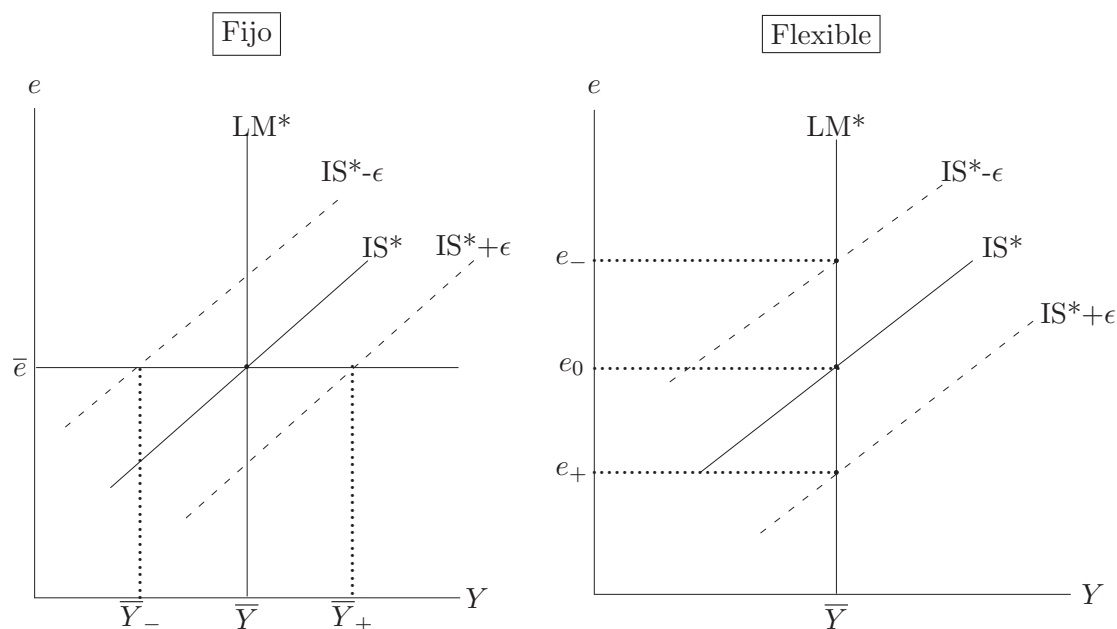 Fijo
e
LM*
IS*-ϵ
IS*
IS*+ϵ
e̅
Y̅₋
Y̅
Y̅₊
Y
Flexible
e
LM*
IS*-ϵ
IS*
IS*+ϵ
e₋
e₀
e₊
Y̅
Y